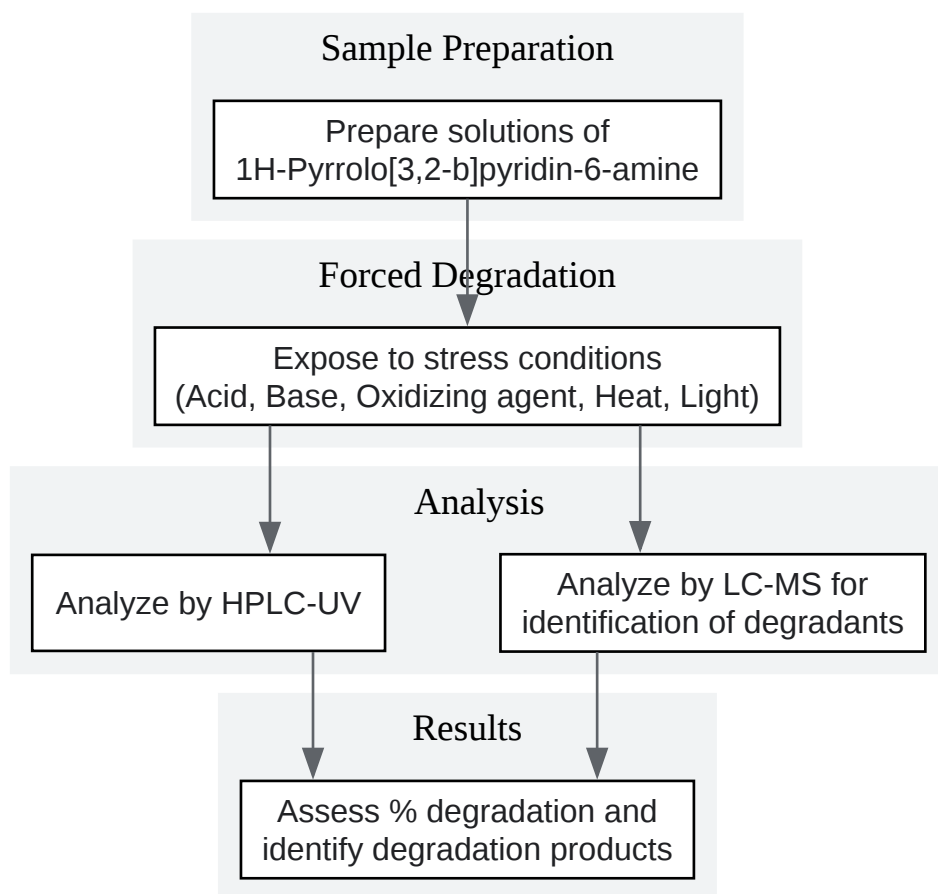 Sample Preparation
Prepare solutions of
1H-Pyrrolo[3,2-b]pyridin-6-amine
Forced Degradation
Expose to stress conditions
(Acid, Base, Oxidizing agent, Heat, Light)
Analysis
Analyze by HPLC-UV
Analyze by LC-MS for
identification of degradants
Results
Assess % degradation and
identify degradation products